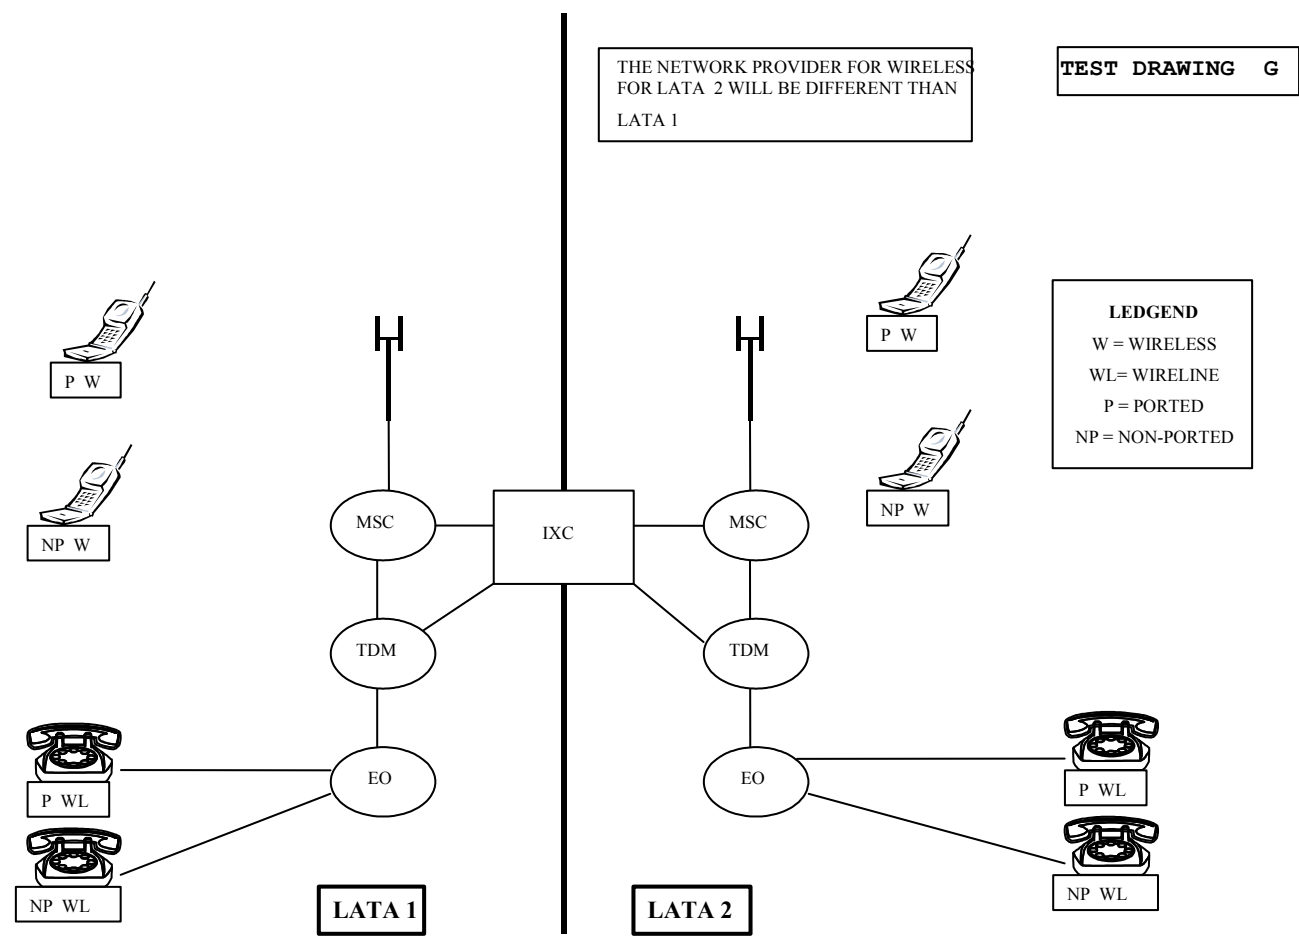 THE NETWORK PROVIDER FOR WIRELESS
FOR LATA 2 WILL BE DIFFERENT THAN
LATA 1
TEST DRAWING G
P W
NP W
P W
NP W
LEDGEND
W = WIRELESS
WL= WIRELINE
P = PORTED
NP = NON-PORTED
MSC
IXC
MSC
TDM
TDM
EO
EO
P WL
NP WL
P WL
NP WL
LATA 1
LATA 2